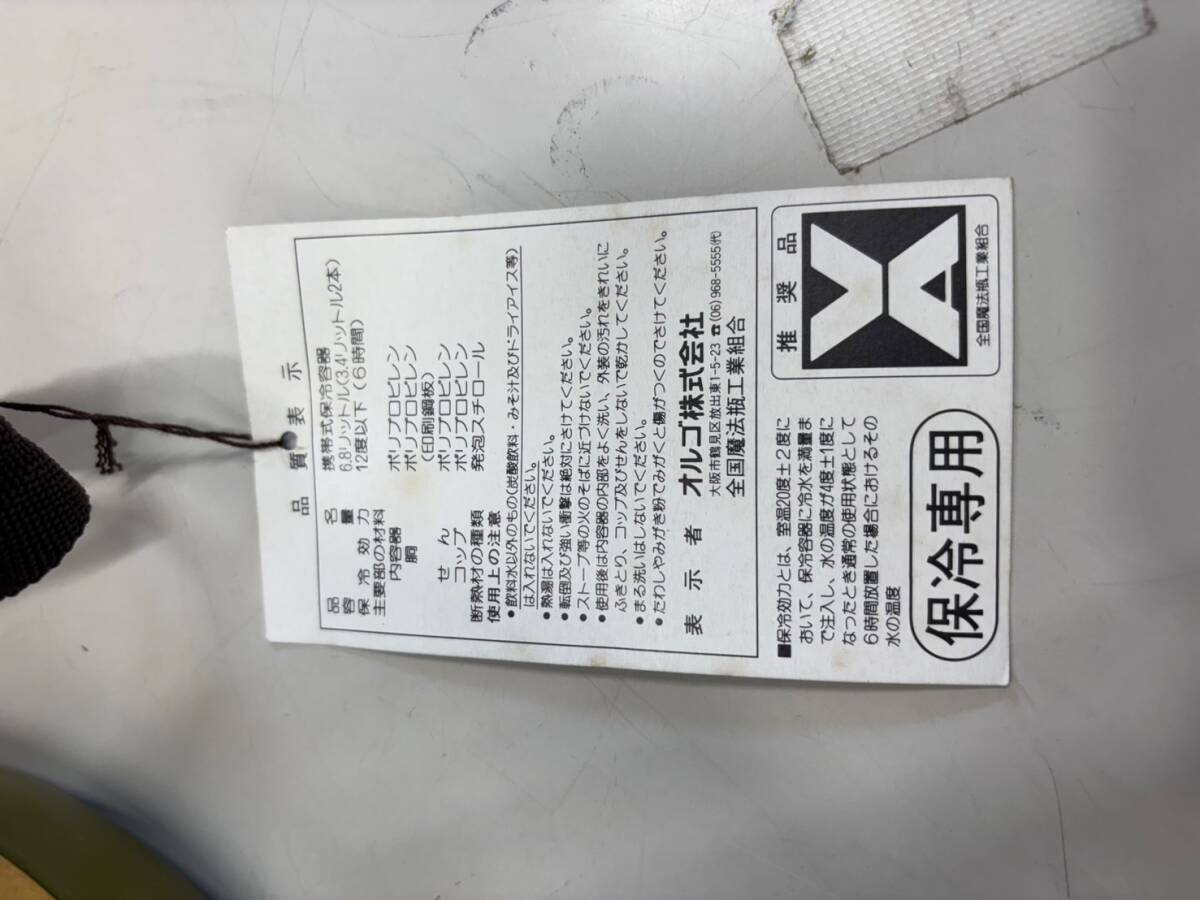 品質表示
品名 携帯式保冷容器
容量 6.8リットル(3.4リットル2本)
保冷効力 12度以下(6時間)
主要部の材料
内容器 ポリプロピレン
胴 ポリプロピレン
(印刷鋼板)
せん ポリプロピレン
コップ ポリプロピレン
断熱材の種類 発泡スチロール
使用上の注意
●飲料水以外のもの(炭酸飲料・みそ汁及びドライアイス等)
は入れないでください。
●熱湯は入れないでください。
●転倒及び強い衝撃は絶対にさけてください。
●ストーブ等の火のそばに近づけないでください。
●使用後は内容器の内部をよく洗い、外装の汚れをきれいに
ふきとり、コップ及びせんをしないで乾かしてください。
●まる洗いはしないでください。
●たわしやみがき粉でみがくと傷がつくのでさけてください。
表示者 オルゴ株式会社
大阪市鶴見区放出東1-5-23 ☎(06)968-5555(代)
全国魔法瓶工業組合
■保冷効力とは、室温20度±2度に
おいて、保冷容器に冷水を満量ま
で注入し、水の温度が4度±1度に
なったとき通常の使用状態として
6時間放置した場合におけるその
水の温度
保冷専用
推奨品
全国魔法瓶工業組合